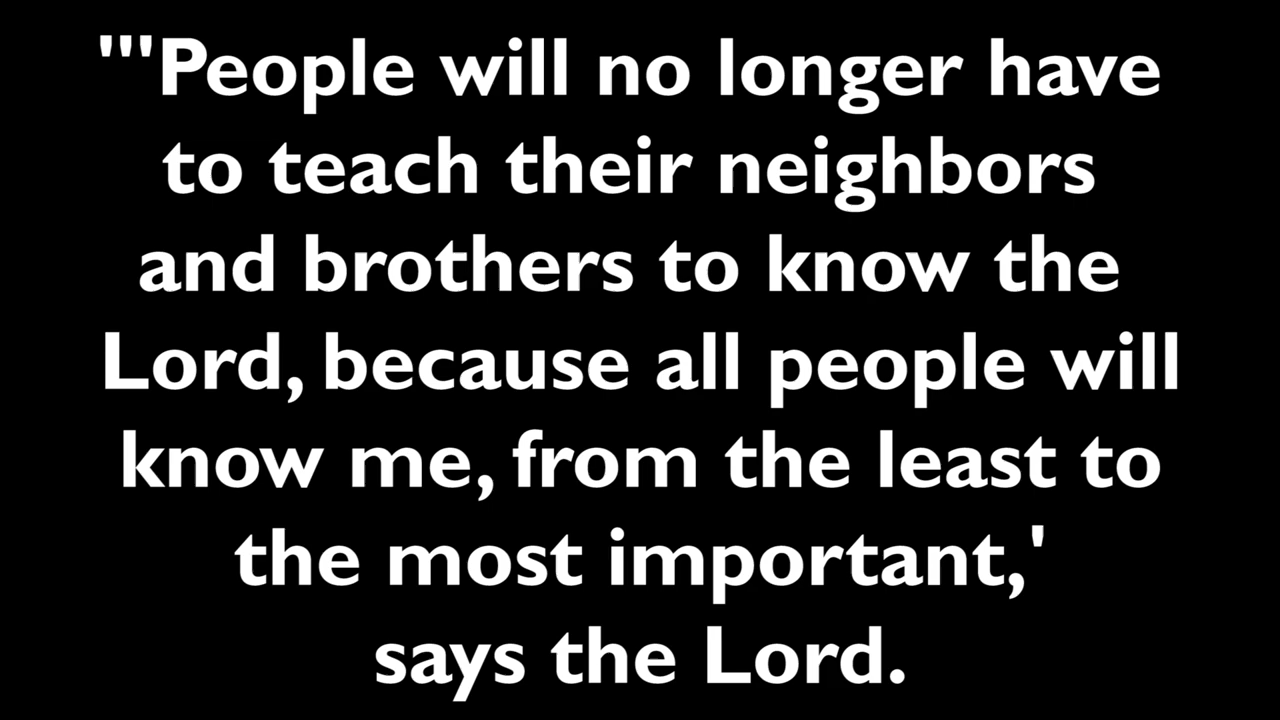 "'"People will no longer have
to teach their neighbors
and brothers to know the
Lord, because all people will
know me, from the least to
the most important,'
says the Lord.